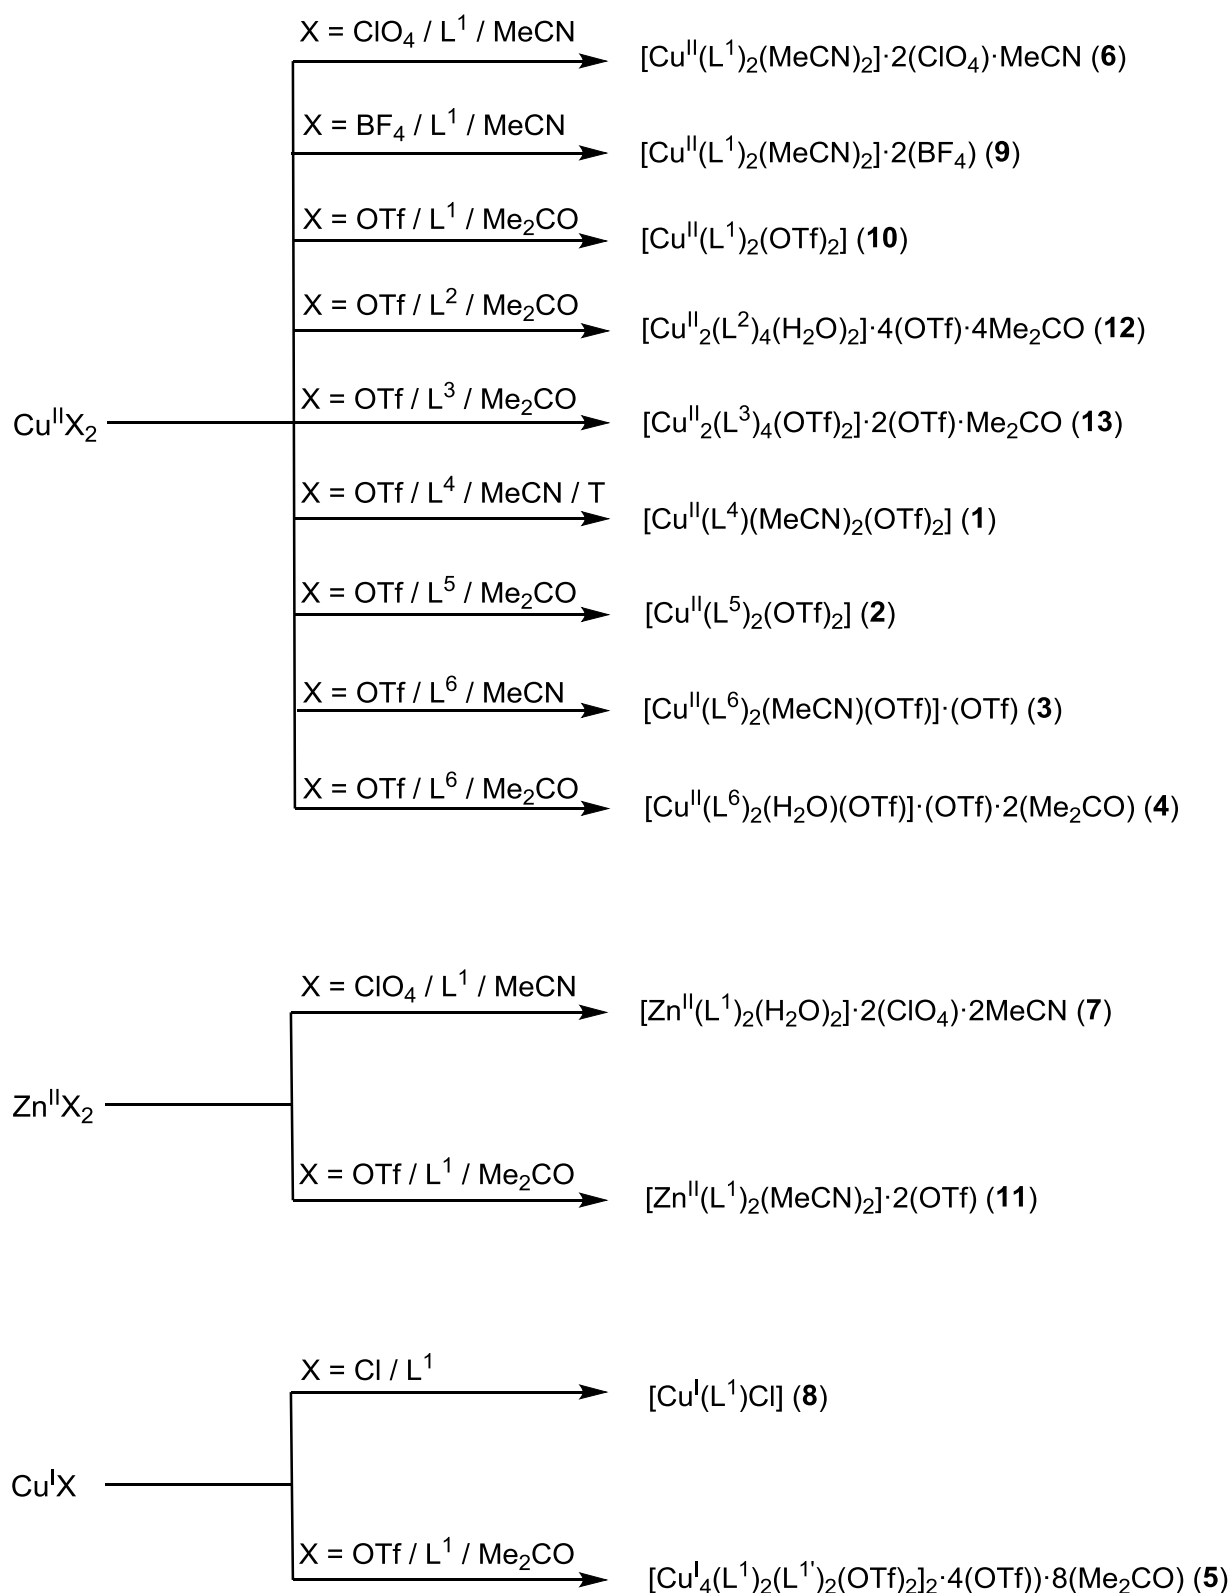 X = ClO₄ / L¹ / MeCN
[Cuᴵᴵ(L¹)₂(MeCN)₂]·2(ClO₄)·MeCN (6)
X = BF₄ / L¹ / MeCN
[Cuᴵᴵ(L¹)₂(MeCN)₂]·2(BF₄) (9)
X = OTf / L¹ / Me₂CO
[Cuᴵᴵ(L¹)₂(OTf)₂] (10)
X = OTf / L² / Me₂CO
[Cuᴵᴵ₂(L²)₄(H₂O)₂]·4(OTf)·4Me₂CO (12)
X = OTf / L³ / Me₂CO
CuᴵᴵX₂
[Cuᴵᴵ₂(L³)₄(OTf)₂]·2(OTf)·Me₂CO (13)
X = OTf / L⁴ / MeCN / T
[Cuᴵᴵ(L⁴)(MeCN)₂(OTf)₂] (1)
X = OTf / L⁵ / Me₂CO
[Cuᴵᴵ(L⁵)₂(OTf)₂] (2)
X = OTf / L⁶ / MeCN
[Cuᴵᴵ(L⁶)₂(MeCN)(OTf)]·(OTf) (3)
X = OTf / L⁶ / Me₂CO
[Cuᴵᴵ(L⁶)₂(H₂O)(OTf)]·(OTf)·2(Me₂CO) (4)
X = ClO₄ / L¹ / MeCN
[Znᴵᴵ(L¹)₂(H₂O)₂]·2(ClO₄)·2MeCN (7)
ZnᴵᴵX₂
X = OTf / L¹ / Me₂CO
[Znᴵᴵ(L¹)₂(MeCN)₂]·2(OTf) (11)
X = Cl / L¹
[Cuᴵ(L¹)Cl] (8)
CuᴵX
X = OTf / L¹ / Me₂CO
[Cuᴵ₄(L¹)₂(L¹')₂(OTf)₂]₂·4(OTf))·8(Me₂CO) (5)